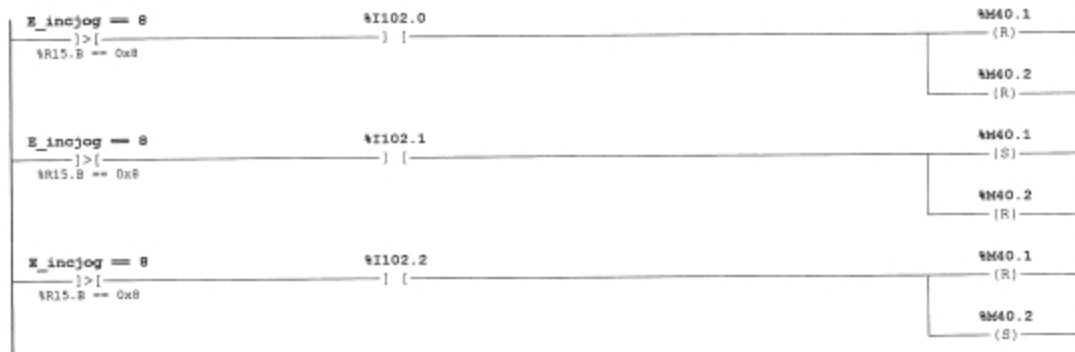 E_incjog == 8
]>[
%R15.B == 0x8
%I102.0
] [
%M40.1
(R)
%M40.2
(R)
E_incjog == 8
]>[
%R15.B == 0x8
%I102.1
] [
%M40.1
(S)
%M40.2
(R)
E_incjog == 8
]>[
%R15.B == 0x8
%I102.2
] [
%M40.1
(R)
%M40.2
(S)